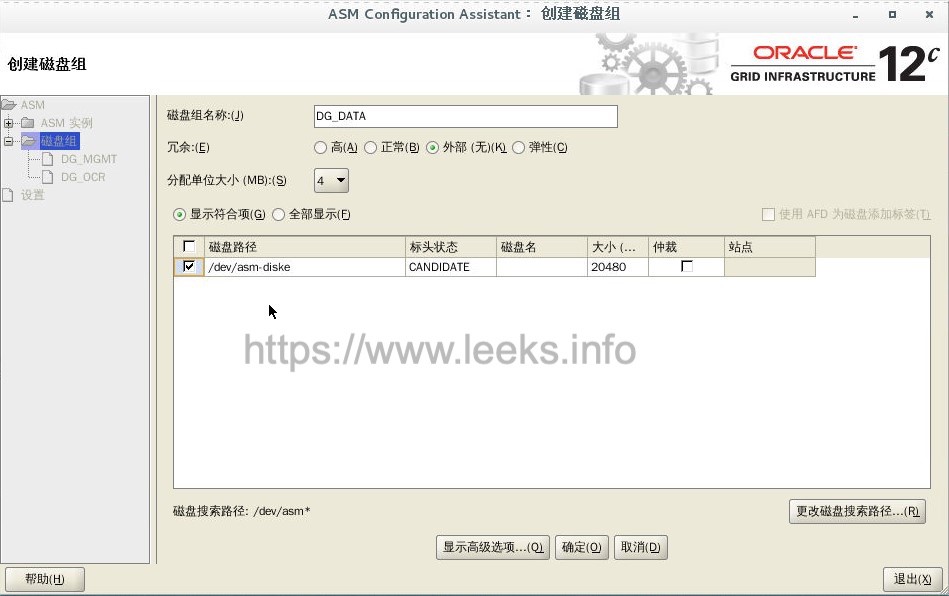 ASM Configuration Assistant： 创建磁盘组
创建磁盘组
ORACLE
GRID INFRASTRUCTURE 12c
ASM
ASM 实例
磁盘组
DG_MGMT
DG_OCR
设置
磁盘组名称:(J) DG_DATA
冗余:(E) 高(A) 正常(B) 外部 (无)(K) 弹性(C)
分配单位大小 (MB):(S) 4
显示符合项(G) 全部显示(F) 使用 AFD 为磁盘添加标签(T)
磁盘路径 标头状态 磁盘名 大小 (... 仲裁 站点
/dev/asm-diske CANDIDATE 20480
https://www.leeks.info
磁盘搜索路径: /dev/asm* 更改磁盘搜索路径...(R)
显示高级选项...(O) 确定(O) 取消(D)
帮助(H) 退出(X)